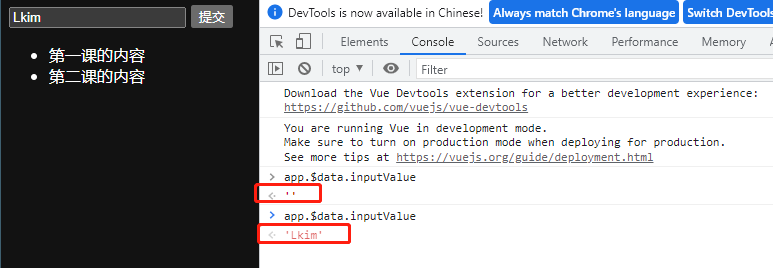 Lkim 提交
第一课的内容
第二课的内容
DevTools is now available in Chinese! Always match Chrome's language Switch DevTools
Elements Console Sources Performance Memory
top Filter
Download the Vue Devtools extension for a better development experience:
https://github.com/vuejs/vue-devtools
You are running Vue in development mode.
Make sure to turn on production mode when deploying for production.
See more tips at https://vuejs.org/guide/deployment.html
> app.$data.inputValue
''
> app.$data.inputValue
'Lkim'